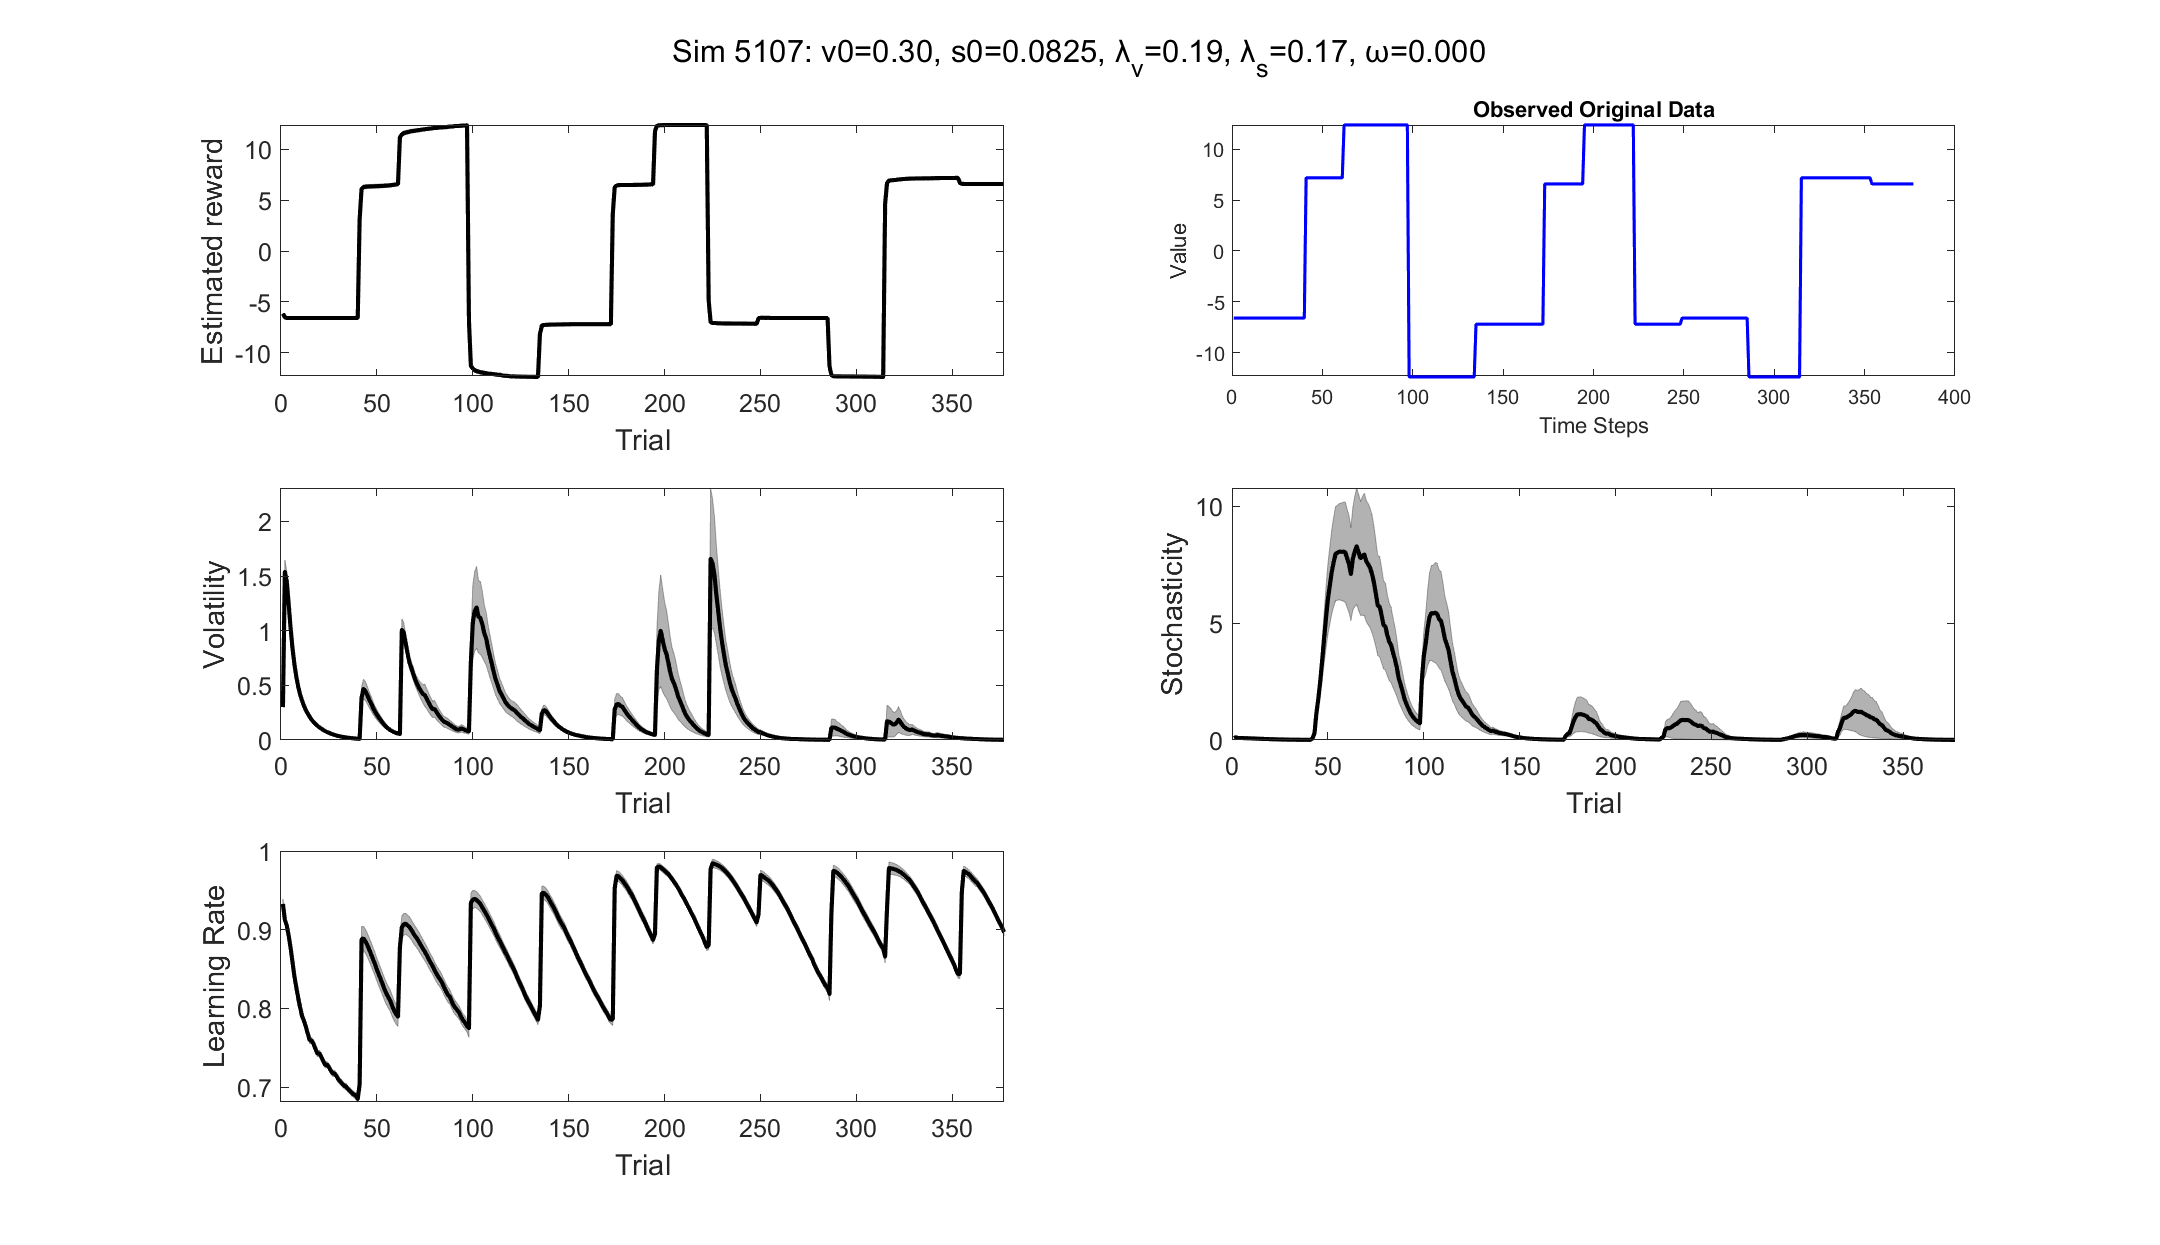 Sim 5107: v0=0.30, s0=0.0825, λv=0.19, λs=0.17, ω=0.000
Estimated reward
10
5
0
-5
-10
0 50 100 150 200 250 300 350
Trial
Observed Original Data
Value
10
5
0
-5
-10
0 50 100 150 200 250 300 350 400
Time Steps
Volatility
2
1.5
1
0.5
0
0 50 100 150 200 250 300 350
Trial
Stochasticity
10
5
0
0 50 100 150 200 250 300 350
Trial
Learning Rate
1
0.9
0.8
0.7
0 50 100 150 200 250 300 350
Trial